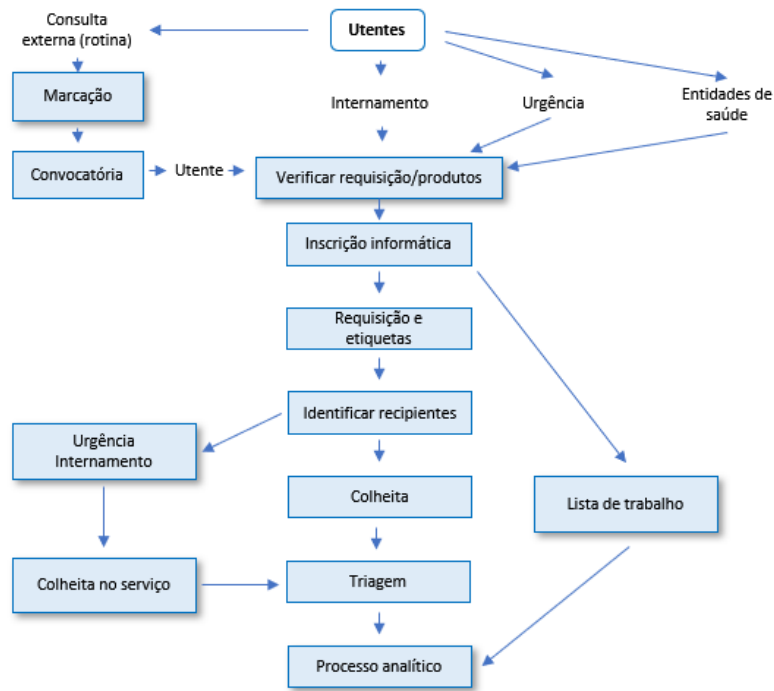 Consulta
externa (rotina)
Utentes
Marcação
Internamento
Urgência
Entidades de
saúde
Convocatória
Utente
Verificar requisição/produtos
Inscrição informática
Requisição e
etiquetas
Identificar recipientes
Urgência
Internamento
Colheita
Lista de trabalho
Colheita no serviço
Triagem
Processo analítico